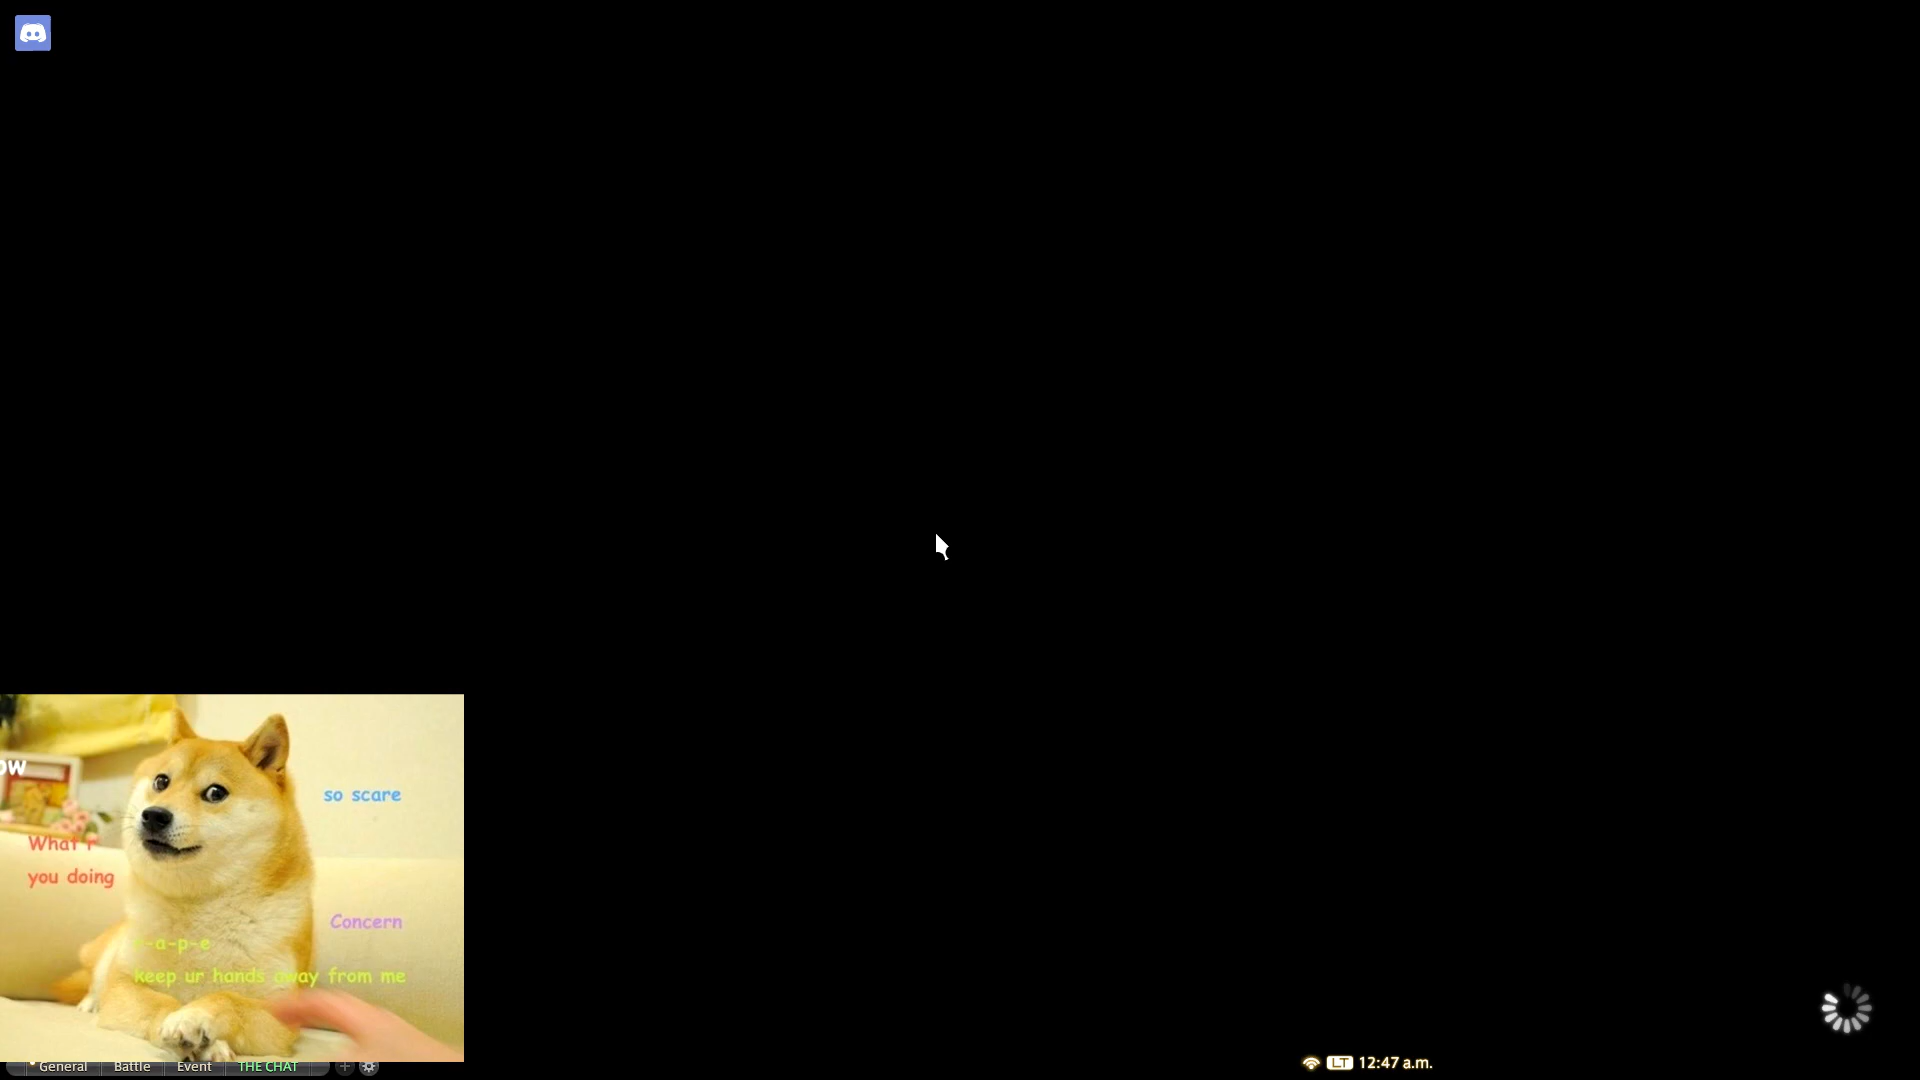 ow
so scare
What r
you doing
Concern
-a-p-e
keep ur hands away from me
General Battle Event THE CHAT
LT 12:47 a.m.